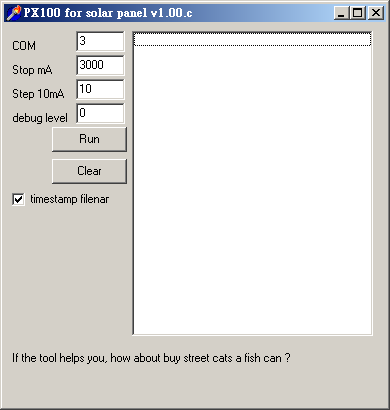 PX100 for solar panel v1.00.c
COM 3
Stop mA 3000
Step 10mA 10
debug level 0
Run
Clear
timestamp filenar
If the tool helps you, how about buy street cats a fish can ?